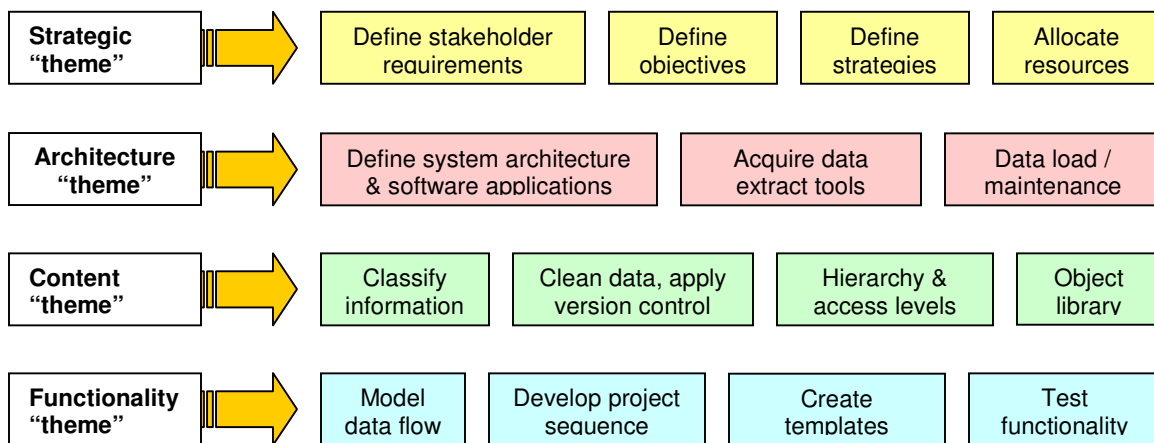 Strategic
“theme”
Define stakeholder
requirements
Define
objectives
Define
strategies
Allocate
resources
Architecture
“theme”
Define system architecture
& software applications
Acquire data
extract tools
Data load /
maintenance
Content
“theme”
Classify
information
Clean data, apply
version control
Hierarchy &
access levels
Object
library
Functionality
“theme”
Model
data flow
Develop project
sequence
Create
templates
Test
functionality